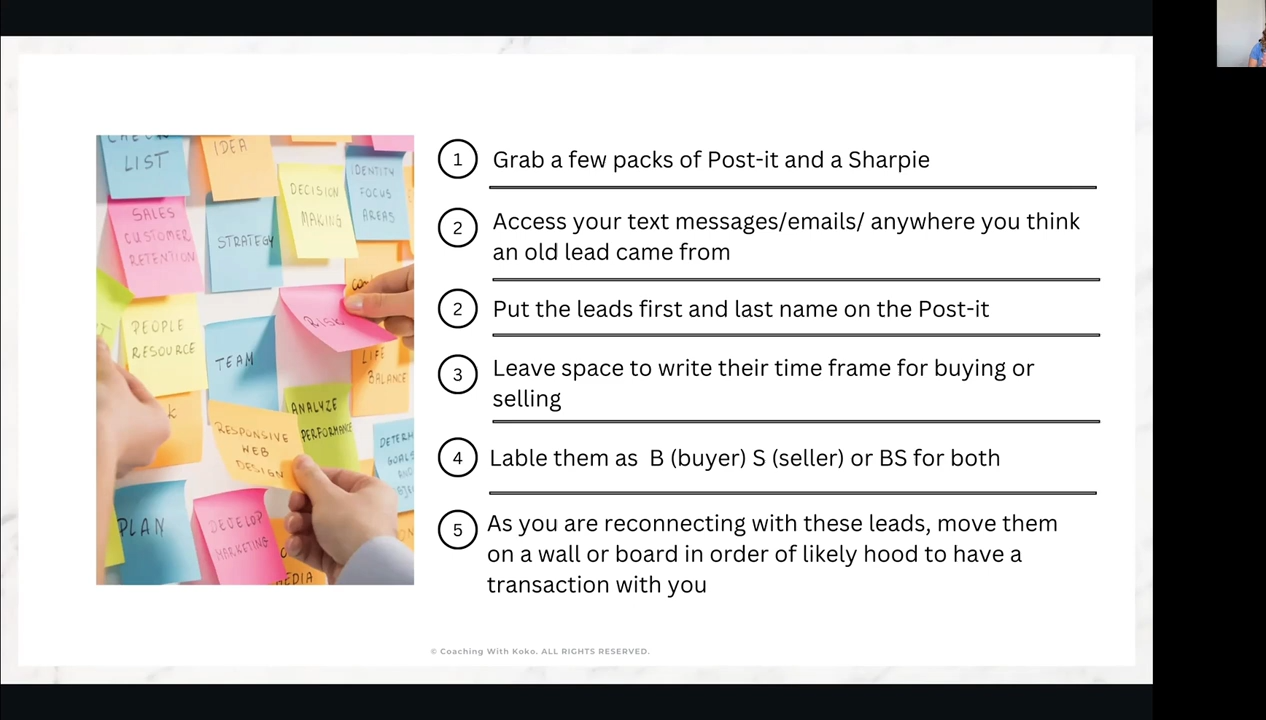 CHECK
LIST
IDEA
DECISION
MAKING
IDENTITY
FOCUS
AREAS
SALES
CUSTOMER
RETENTION
STRATEGY
RISK
PEOPLE
RESOURCE
TEAM
LIFE
BALANCE
ANALYZE
PERFORMANCE
RESPONSIVE
WEB
DESIGN
PLAN
DEVELOP
MARKETING
1
Grab a few packs of Post-it and a Sharpie
2
Access your text messages/emails/ anywhere you think
an old lead came from
2
Put the leads first and last name on the Post-it
3
Leave space to write their time frame for buying or
selling
4
Lable them as B (buyer) S (seller) or BS for both
5
As you are reconnecting with these leads, move them
on a wall or board in order of likely hood to have a
transaction with you
© Coaching With Koko. ALL RIGHTS RESERVED.